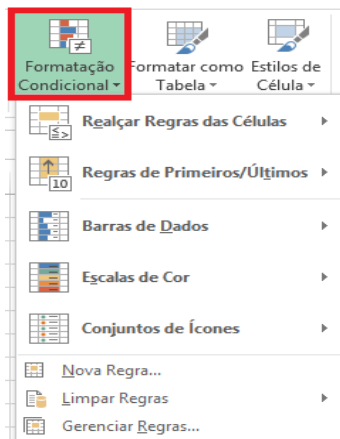 Formatação Formatar como Estilos de
Condicional Tabela Célula
Realçar Regras das Células
≤ >
Regras de Primeiros/Últimos
10
Barras de Dados
Escalas de Cor
Conjuntos de Ícones
Nova Regra...
Limpar Regras
Gerenciar Regras...